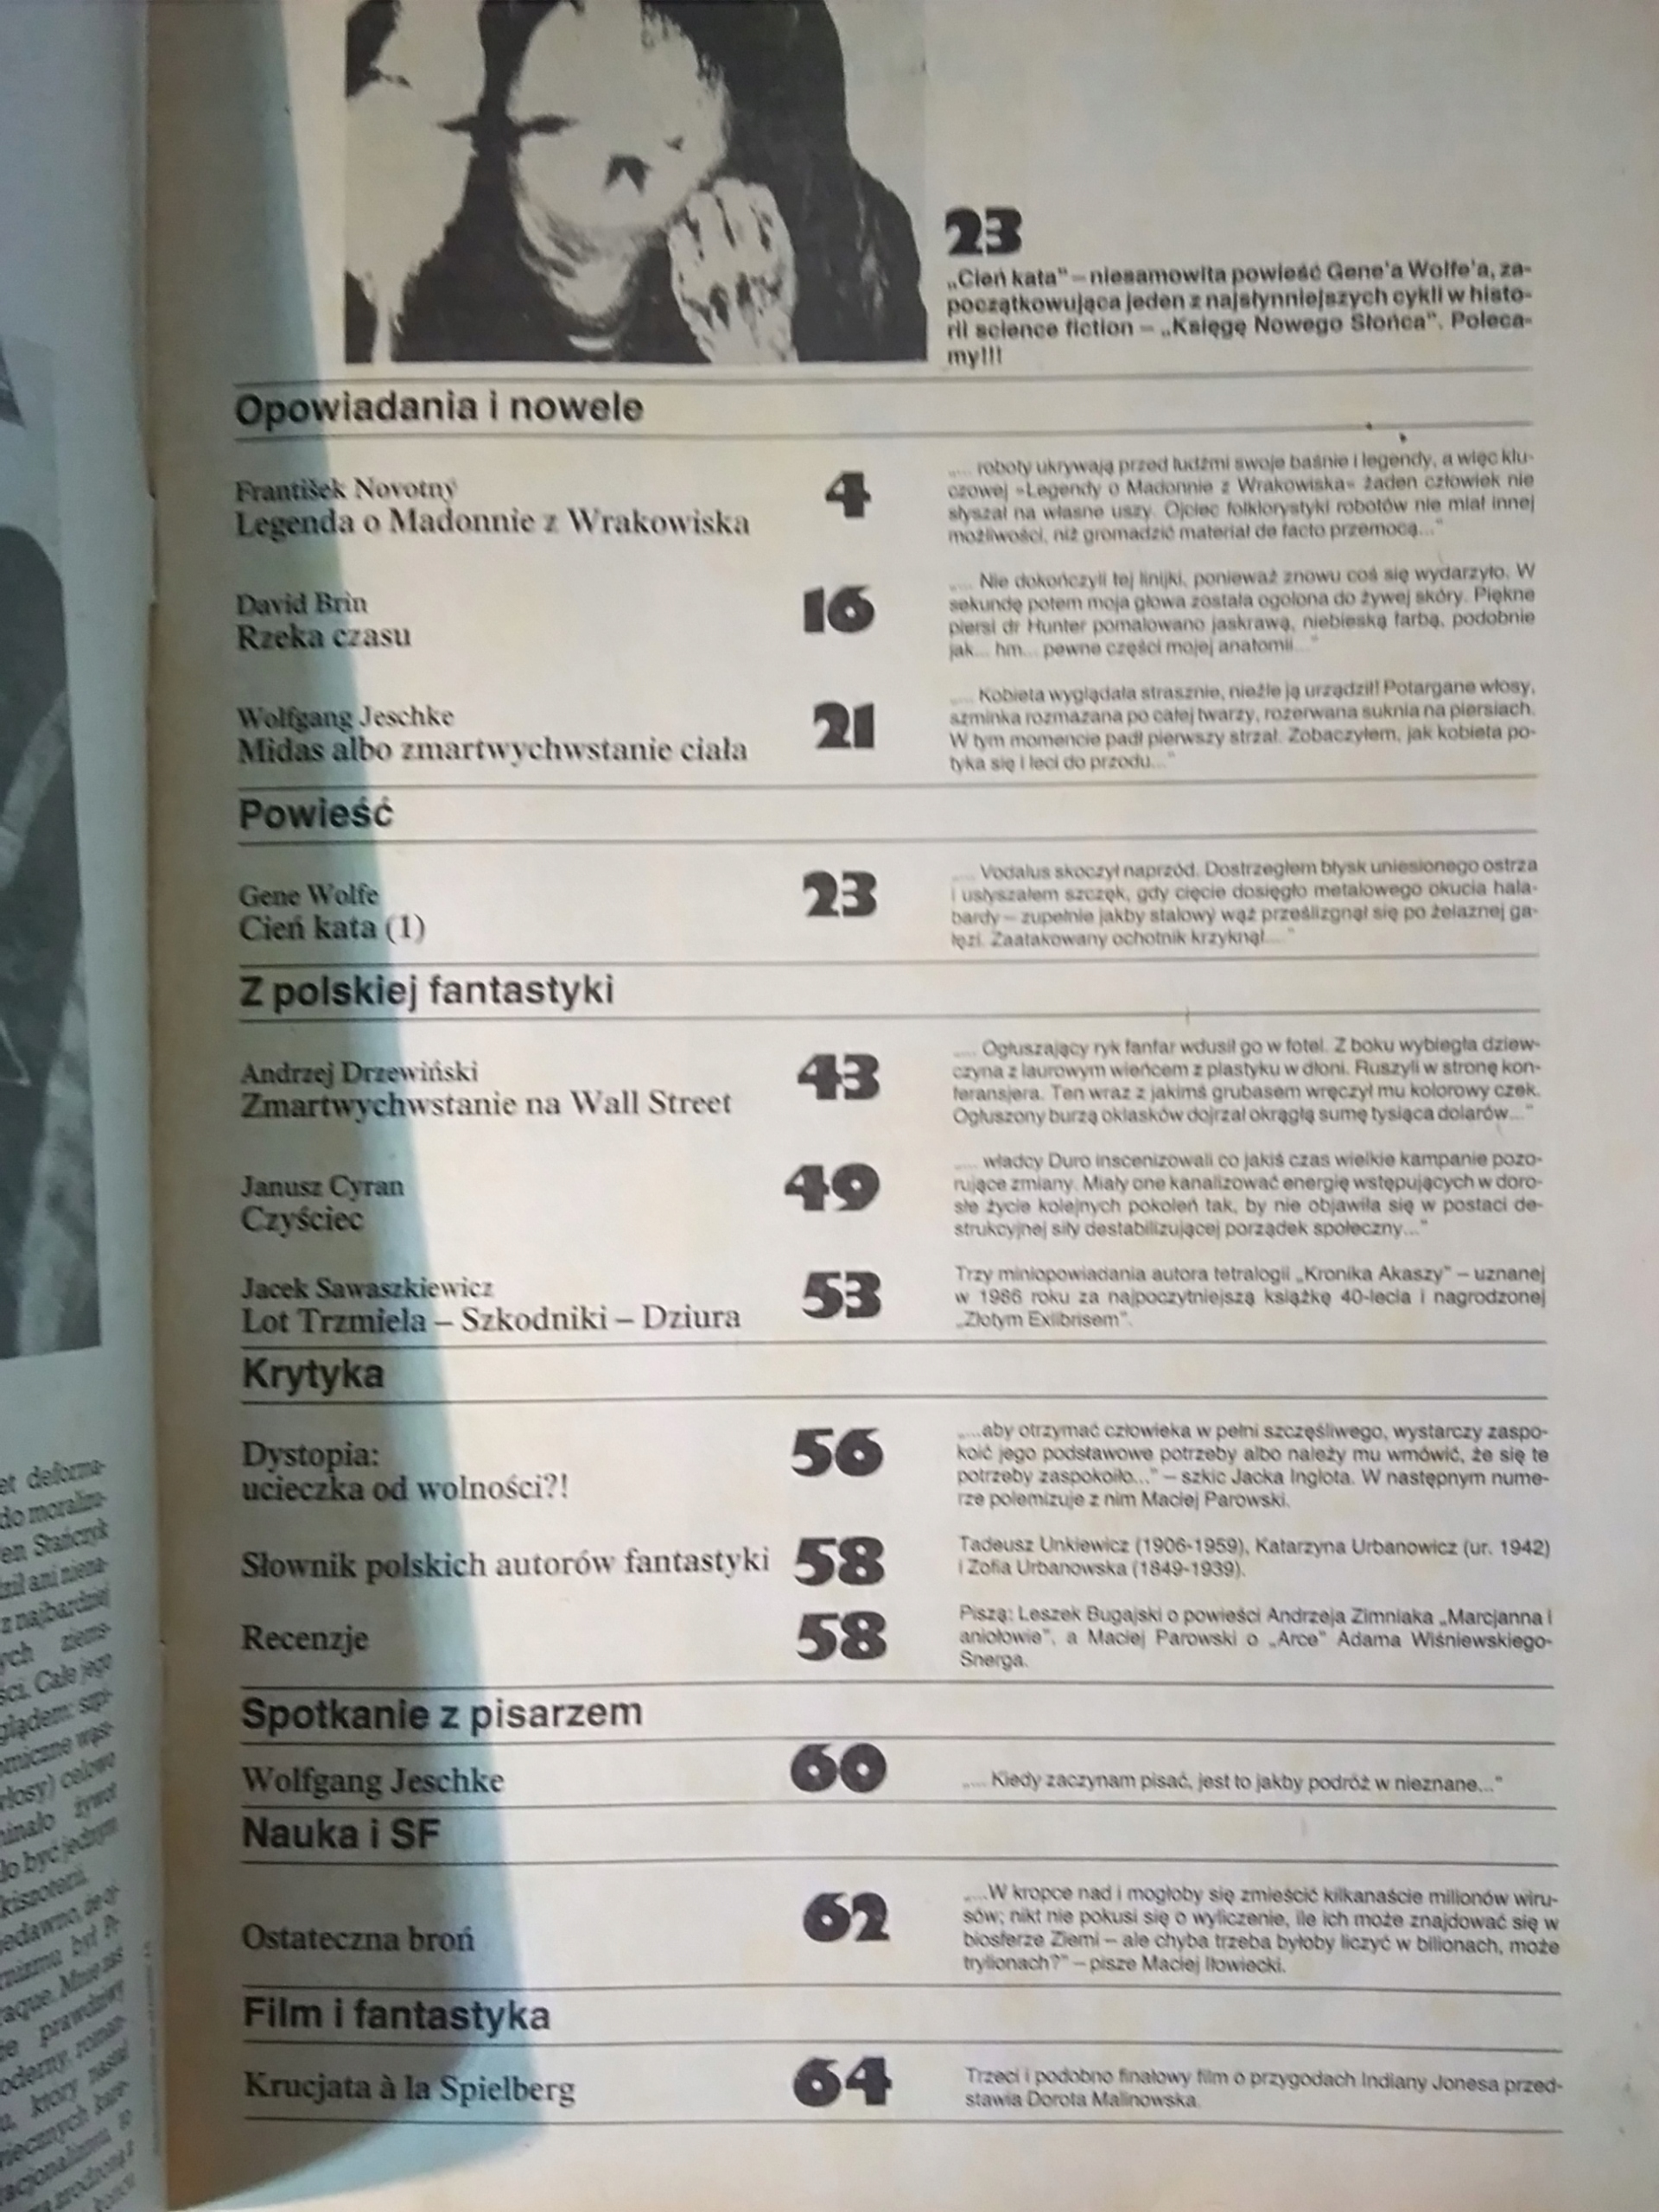 23
„Cień kata" – niesamowita powieść Gene'a Wolfe'a, za-
początkowująca jeden z najsłynniejszych cykli w histo-
rii science fiction – „Księgę Nowego Słońca". Poleca-
my!!!
Opowiadania i nowele
František Novotný
Legenda o Madonnie z Wrakowiska
4
„... roboty ukrywają przed ludźmi swoje baśnie i legendy, a więc klu-
czowej »Legendy o Madonnie z Wrakowiska« żaden człowiek nie
słyszał na własne uszy. Ojciec folklorystyki robotów nie miał innej
możliwości, niż gromadzić materiał de facto przemocą..."
David Brin
Rzeka czasu
16
„... Nie dokończyli tej linijki, ponieważ znowu coś się wydarzyło. W
sekundę potem moja głowa została ogolona do żywej skóry. Piękne
piersi dr Hunter pomalowano jaskrawą, niebieską farbą, podobnie
jak... hm... pewne części mojej anatomii..."
Wolfgang Jeschke
Midas albo zmartwychwstanie ciała
21
„... Kobieta wyglądała strasznie, nieźle ją urządził! Potargane włosy,
szminka rozmazana po całej twarzy, rozerwana suknia na piersiach.
W tym momencie padł pierwszy strzał. Zobaczyłem, jak kobieta po-
tyka się i leci do przodu..."
Powieść
Gene Wolfe
Cień kata (1)
23
„... Vodalus skoczył naprzód. Dostrzegłem błysk uniesionego ostrza
i usłyszałem szczęk, gdy cięcie dosięgło metalowego okucia hala-
bardy – zupełnie jakby stalowy wąż prześlizgnął się po żelaznej ga-
łęzi. Zaatakowany ochotnik krzyknął...."
Z polskiej fantastyki
Andrzej Drzewiński
Zmartwychwstanie na Wall Street
43
„... Ogłuszający ryk fanfar wdusił go w fotel. Z boku wybiegła dziew-
czyna z laurowym wieńcem z plastyku w dłoni. Ruszyli w stronę kon-
feransjera. Ten wraz z jakimś grubasem wręczył mu kolorowy czek.
Ogłuszony burzą oklasków dojrzał okrągłą sumę tysiąca dolarów..."
Janusz Cyran
Czyściec
49
„... władcy Duro inscenizowali co jakiś czas wielkie kampanie pozo-
rujące zmiany. Miały one kanalizować energię wstępujących w doro-
słe życie kolejnych pokoleń tak, by nie objawiła się w postaci de-
strukcyjnej siły destabilizującej porządek społeczny..."
Jacek Sawaszkiewicz
Lot Trzmiela – Szkodniki – Dziura
53
Trzy miniopowiadania autora tetralogii „Kronika Akaszy" – uznanej
w 1986 roku za najpoczytniejszą książkę 40-lecia i nagrodzonej
„Złotym Exlibrisem".
Krytyka
Dystopia:
ucieczka od wolności?!
56
„...aby otrzymać człowieka w pełni szczęśliwego, wystarczy zaspo-
koić jego podstawowe potrzeby albo należy mu wmówić, że się te
potrzeby zaspokoiło..." – szkic Jacka Inglota. W następnym nume-
rze polemizuje z nim Maciej Parowski.
Słownik polskich autorów fantastyki
58
Tadeusz Unkiewicz (1906-1959), Katarzyna Urbanowicz (ur. 1942)
i Zofia Urbanowska (1849-1939).
Recenzje
58
Piszą: Leszek Bugajski o powieści Andrzeja Zimniaka „Marcjanna i
aniołowie", a Maciej Parowski o „Arce" Adama Wiśniewskiego-
Snerga.
Spotkanie z pisarzem
Wolfgang Jeschke
60
„... Kiedy zaczynam pisać, jest to jakby podróż w nieznane..."
Nauka i SF
Ostateczna broń
62
„...W kropce nad i mogłoby się zmieścić kilkanaście milionów wiru-
sów; nikt nie pokusi się o wyliczenie, ile ich może znajdować się w
biosferze Ziemi – ale chyba trzeba byłoby liczyć w bilionach, może
trylionach?" – pisze Maciej Iłowiecki.
Film i fantastyka
Krucjata à la Spielberg
64
Trzeci i podobno finałowy film o przygodach Indiany Jonesa przed-
stawia Dorota Malinowska.